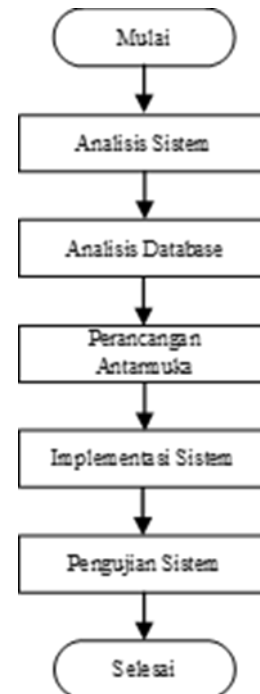 Mulai
Analisis Sistem
Analisis Database
Perancangan
Antarmuka
Implementasi Sistem
Pengujian Sistem
Selesai